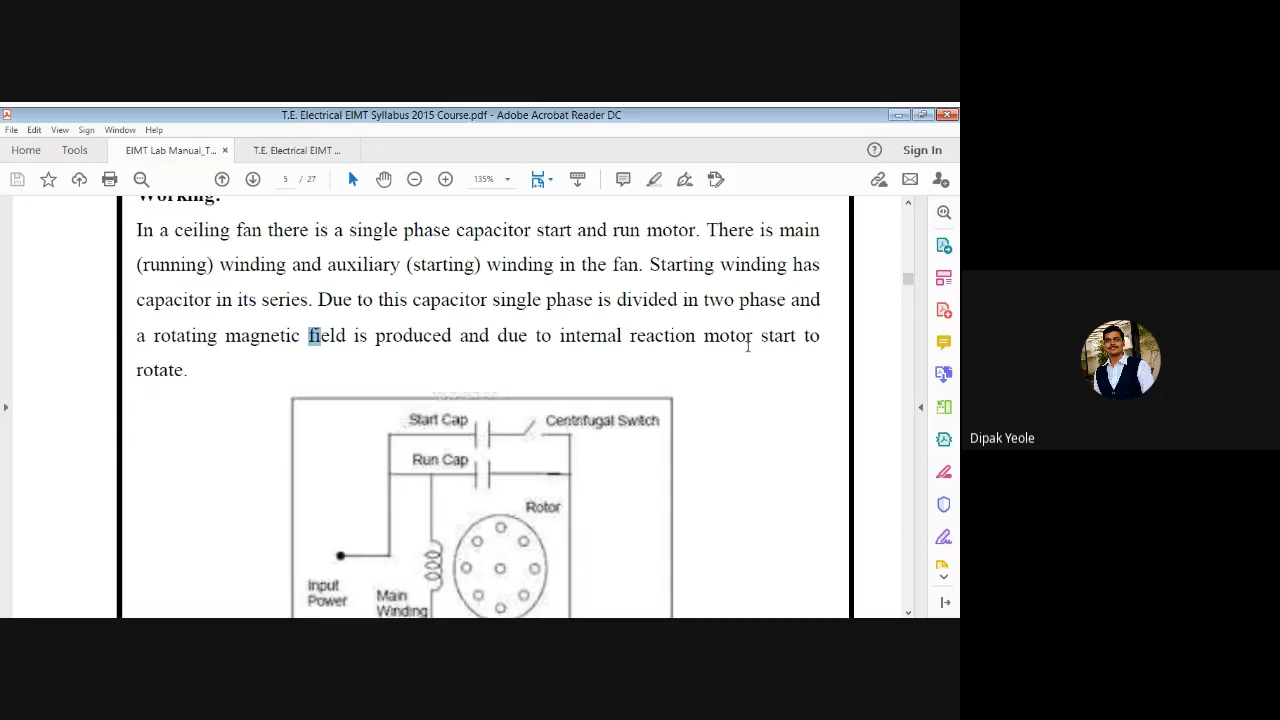 T.E. Electrical EIMT Syllabus 2015 Course.pdf - Adobe Acrobat Reader DC
File Edit View Sign Window Help
Home Tools EIMT Lab Manual_T... × T.E. Electrical EIMT ... Sign In
5 / 27 135%
Working:
In a ceiling fan there is a single phase capacitor start and run motor. There is main
(running) winding and auxiliary (starting) winding in the fan. Starting winding has
capacitor in its series. Due to this capacitor single phase is divided in two phase and
a rotating magnetic field is produced and due to internal reaction motor start to
rotate.
Start Cap Centrifugal Switch
Run Cap
Rotor
Input
Power
Main
Winding
Dipak Yeole